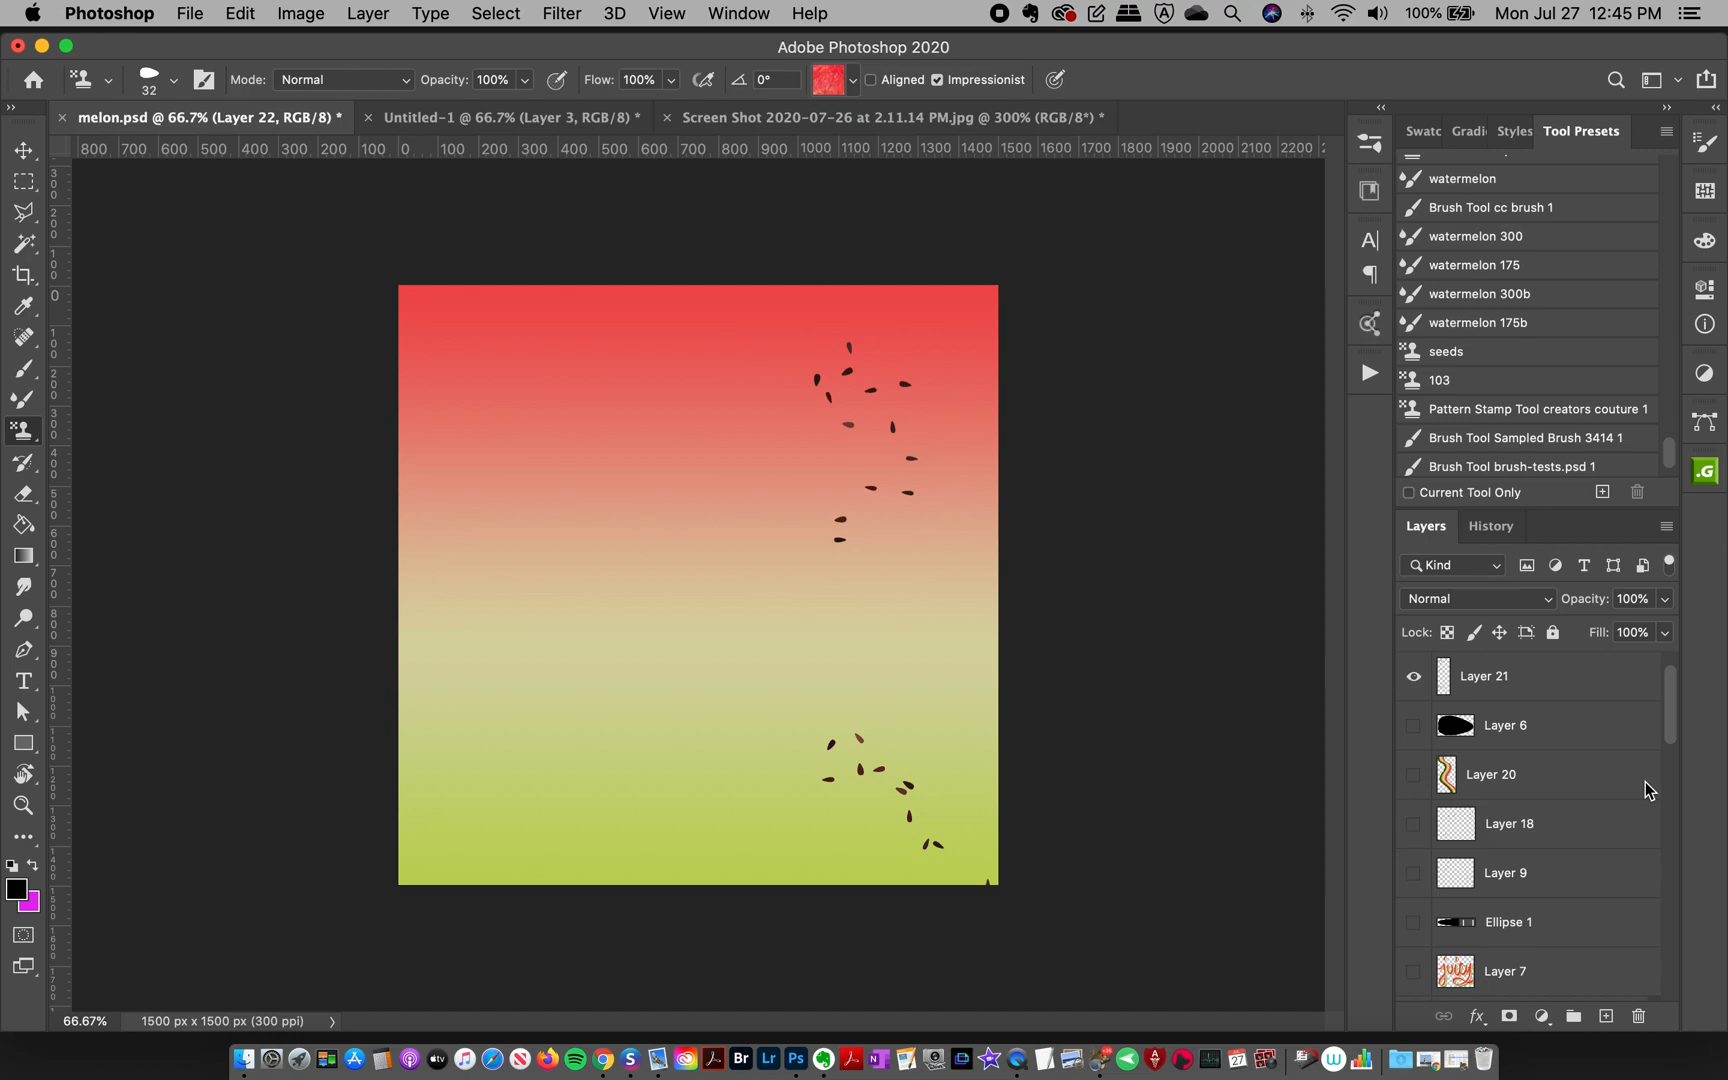 Photoshop File Edit Image Layer Type Select Filter 3D View Window Help 100% Mon Jul 27 12:45 PM
Adobe Photoshop 2020
32 Mode: Normal Opacity: 100% Flow: 100% 0° Aligned Impressionist
melon.psd @ 66.7% (Layer 22, RGB/8) * Untitled-1 @ 66.7% (Layer 3, RGB/8) * Screen Shot 2020-07-26 at 2.11.14 PM.jpg @ 300% (RGB/8*) *
Swatc Gradi Styles Tool Presets
800 700 600 500 400 300 200 100 0 100 200 300 400 500 600 700 800 900 1000 1100 1200 1300 1400 1500 1600 1700 1800 1900 2000 2100 2200
watermelon
Brush Tool cc brush 1
watermelon 300
watermelon 175
watermelon 300b
watermelon 175b
seeds
103
Pattern Stamp Tool creators couture 1
Brush Tool Sampled Brush 3414 1
Brush Tool brush-tests.psd 1
Current Tool Only
Layers History
Kind
Normal Opacity: 100%
Lock: Fill: 100%
Layer 21
Layer 6
Layer 20
Layer 18
Layer 9
Ellipse 1
juicy Layer 7
66.67% 1500 px x 1500 px (300 ppi)